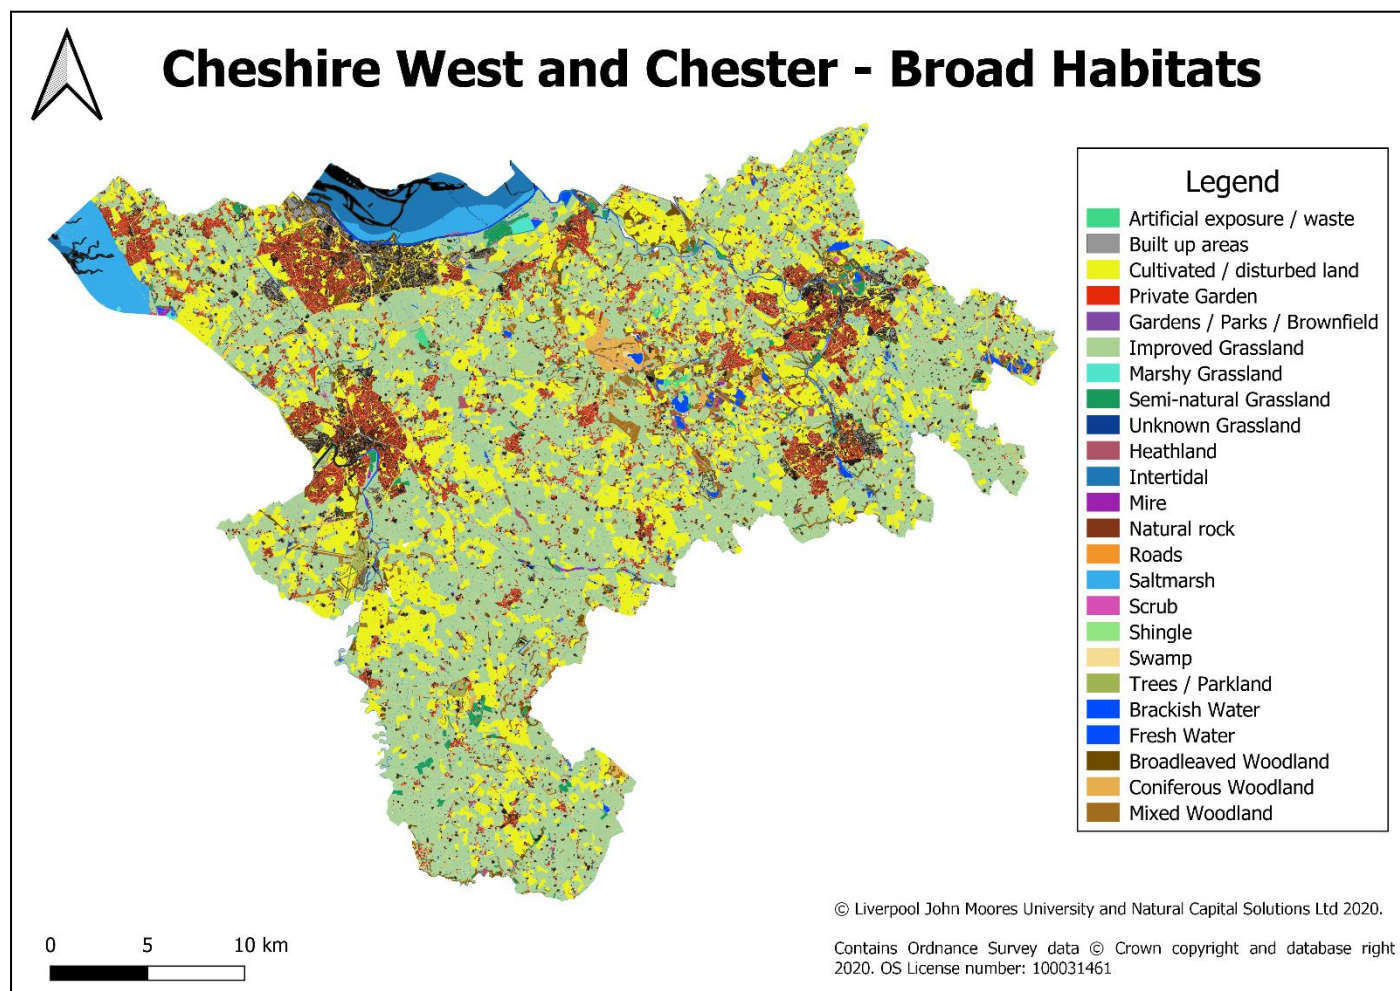 Cheshire West and Chester - Broad Habitats
Legend
Artificial exposure / waste
Built up areas
Cultivated / disturbed land
Private Garden
Gardens / Parks / Brownfield
Improved Grassland
Marshy Grassland
Semi-natural Grassland
Unknown Grassland
Heathland
Intertidal
Mire
Natural rock
Roads
Saltmarsh
Scrub
Shingle
Swamp
Trees / Parkland
Brackish Water
Fresh Water
Broadleaved Woodland
Coniferous Woodland
Mixed Woodland
© Liverpool John Moores University and Natural Capital Solutions Ltd 2020.
Contains Ordnance Survey data © Crown copyright and database right
2020. OS License number: 100031461
0 5 10 km